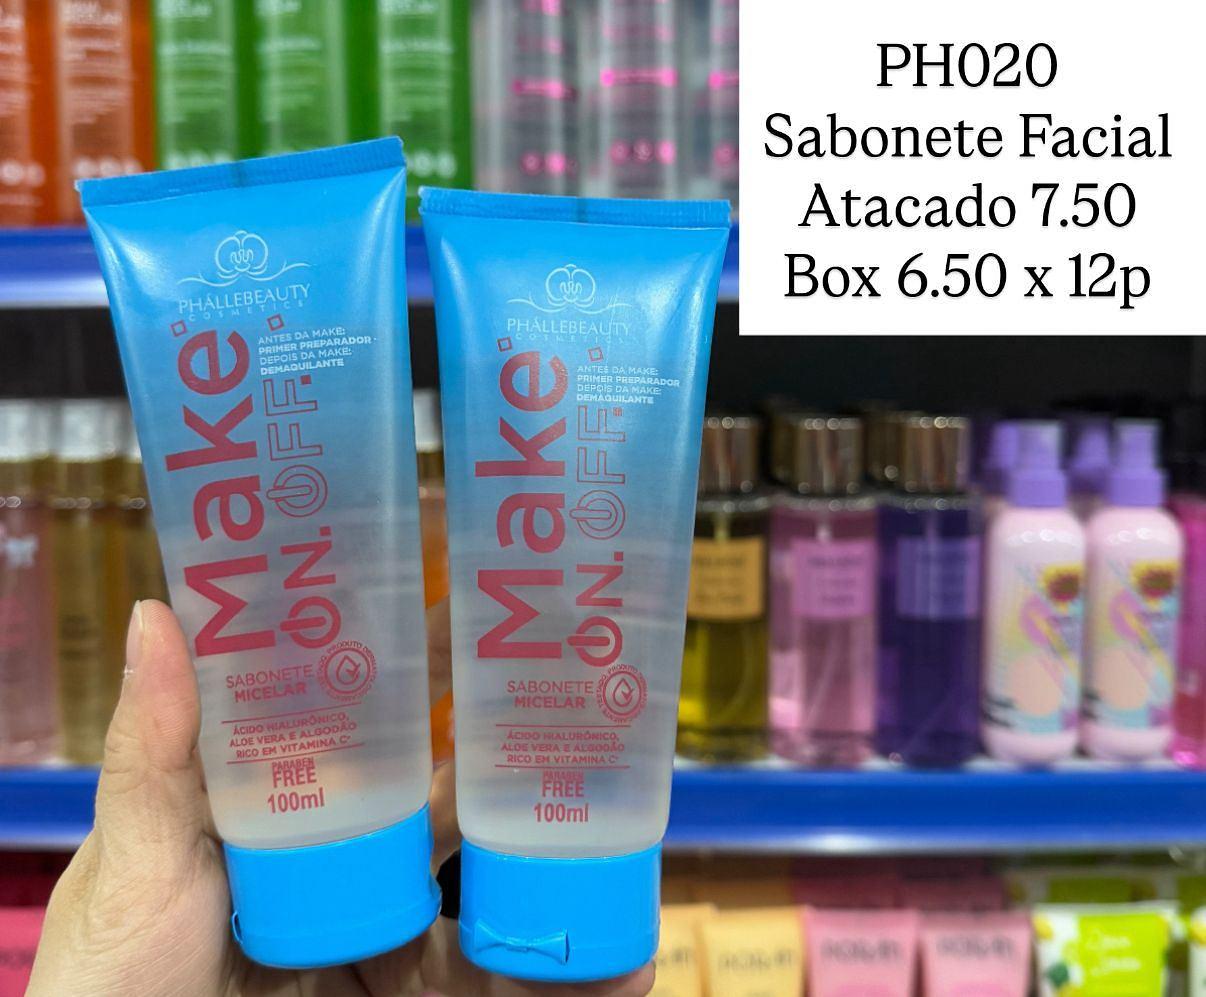 PH020
Sabonete Facial
Atacado 7.50
Box 6.50 x 12p
PHÁLLEBEAUTY
COSMETICS
Make
ON. OFF.
ANTES DA MAKE:
PRIMER PREPARADOR
DEPOIS DA MAKE:
DEMAQUILANTE
SABONETE
MICELAR
ÁCIDO HIALURÔNICO,
ALOE VERA E ALGODÃO
RICO EM VITAMINA C*
PARABEN
FREE
100ml
PHÁLLEBEAUTY
COSMETICS
Make
ON. OFF.
ANTES DA MAKE:
PRIMER PREPARADOR
DEPOIS DA MAKE:
DEMAQUILANTE
SABONETE
MICELAR
ÁCIDO HIALURÔNICO,
ALOE VERA E ALGODÃO
RICO EM VITAMINA C*
PARABEN
FREE
100ml